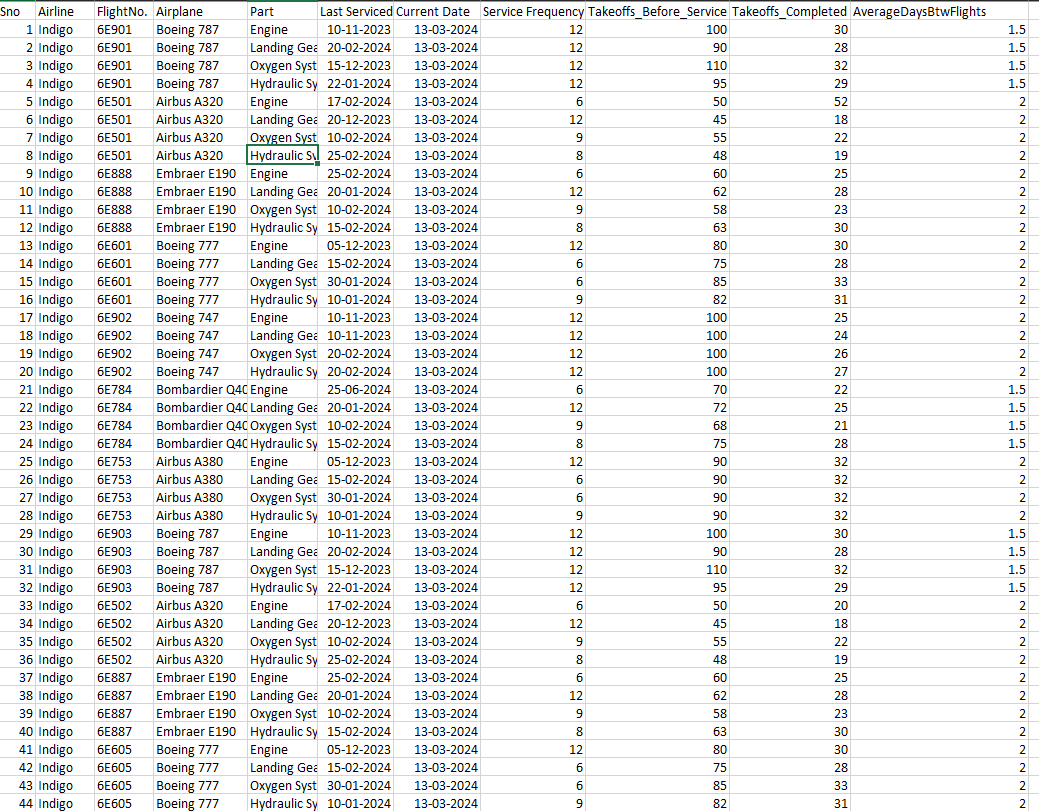 Sno Airline FlightNo. Airplane Part Last Serviced Current Date Service Frequency Takeoffs_Before_Service Takeoffs_Completed AverageDaysBtwFlights
1 Indigo 6E901 Boeing 787 Engine 10-11-2023 13-03-2024 12 100 30 1.5
2 Indigo 6E901 Boeing 787 Landing Gea 20-02-2024 13-03-2024 12 90 28 1.5
3 Indigo 6E901 Boeing 787 Oxygen Syst 15-12-2023 13-03-2024 12 110 32 1.5
4 Indigo 6E901 Boeing 787 Hydraulic Sy 22-01-2024 13-03-2024 12 95 29 1.5
5 Indigo 6E501 Airbus A320 Engine 17-02-2024 13-03-2024 6 50 52 2
6 Indigo 6E501 Airbus A320 Landing Gea 20-12-2023 13-03-2024 12 45 18 2
7 Indigo 6E501 Airbus A320 Oxygen Syst 10-02-2024 13-03-2024 9 55 22 2
8 Indigo 6E501 Airbus A320 Hydraulic Sy 25-02-2024 13-03-2024 8 48 19 2
9 Indigo 6E888 Embraer E190 Engine 25-02-2024 13-03-2024 6 60 25 2
10 Indigo 6E888 Embraer E190 Landing Gea 20-01-2024 13-03-2024 12 62 28 2
11 Indigo 6E888 Embraer E190 Oxygen Syst 10-02-2024 13-03-2024 9 58 23 2
12 Indigo 6E888 Embraer E190 Hydraulic Sy 15-02-2024 13-03-2024 8 63 30 2
13 Indigo 6E601 Boeing 777 Engine 05-12-2023 13-03-2024 12 80 30 2
14 Indigo 6E601 Boeing 777 Landing Gea 15-02-2024 13-03-2024 6 75 28 2
15 Indigo 6E601 Boeing 777 Oxygen Syst 30-01-2024 13-03-2024 6 85 33 2
16 Indigo 6E601 Boeing 777 Hydraulic Sy 10-01-2024 13-03-2024 9 82 31 2
17 Indigo 6E902 Boeing 747 Engine 10-11-2023 13-03-2024 12 100 25 2
18 Indigo 6E902 Boeing 747 Landing Gea 10-11-2023 13-03-2024 12 100 24 2
19 Indigo 6E902 Boeing 747 Oxygen Syst 20-02-2024 13-03-2024 12 100 26 2
20 Indigo 6E902 Boeing 747 Hydraulic Sy 20-02-2024 13-03-2024 12 100 27 2
21 Indigo 6E784 Bombardier Q40 Engine 25-06-2024 13-03-2024 6 70 22 1.5
22 Indigo 6E784 Bombardier Q40 Landing Gea 20-01-2024 13-03-2024 12 72 25 1.5
23 Indigo 6E784 Bombardier Q40 Oxygen Syst 10-02-2024 13-03-2024 9 68 21 1.5
24 Indigo 6E784 Bombardier Q40 Hydraulic Sy 15-02-2024 13-03-2024 8 75 28 1.5
25 Indigo 6E753 Airbus A380 Engine 05-12-2023 13-03-2024 12 90 32 2
26 Indigo 6E753 Airbus A380 Landing Gea 15-02-2024 13-03-2024 6 90 32 2
27 Indigo 6E753 Airbus A380 Oxygen Syst 30-01-2024 13-03-2024 6 90 32 2
28 Indigo 6E753 Airbus A380 Hydraulic Sy 10-01-2024 13-03-2024 9 90 32 2
29 Indigo 6E903 Boeing 787 Engine 10-11-2023 13-03-2024 12 100 30 1.5
30 Indigo 6E903 Boeing 787 Landing Gea 20-02-2024 13-03-2024 12 90 28 1.5
31 Indigo 6E903 Boeing 787 Oxygen Syst 15-12-2023 13-03-2024 12 110 32 1.5
32 Indigo 6E903 Boeing 787 Hydraulic Sy 22-01-2024 13-03-2024 12 95 29 1.5
33 Indigo 6E502 Airbus A320 Engine 17-02-2024 13-03-2024 6 50 20 2
34 Indigo 6E502 Airbus A320 Landing Gea 20-12-2023 13-03-2024 12 45 18 2
35 Indigo 6E502 Airbus A320 Oxygen Syst 10-02-2024 13-03-2024 9 55 22 2
36 Indigo 6E502 Airbus A320 Hydraulic Sy 25-02-2024 13-03-2024 8 48 19 2
37 Indigo 6E887 Embraer E190 Engine 25-02-2024 13-03-2024 6 60 25 2
38 Indigo 6E887 Embraer E190 Landing Gea 20-01-2024 13-03-2024 12 62 28 2
39 Indigo 6E887 Embraer E190 Oxygen Syst 10-02-2024 13-03-2024 9 58 23 2
40 Indigo 6E887 Embraer E190 Hydraulic Sy 15-02-2024 13-03-2024 8 63 30 2
41 Indigo 6E605 Boeing 777 Engine 05-12-2023 13-03-2024 12 80 30 2
42 Indigo 6E605 Boeing 777 Landing Gea 15-02-2024 13-03-2024 6 75 28 2
43 Indigo 6E605 Boeing 777 Oxygen Syst 30-01-2024 13-03-2024 6 85 33 2
44 Indigo 6E605 Boeing 777 Hydraulic Sy 10-01-2024 13-03-2024 9 82 31 2